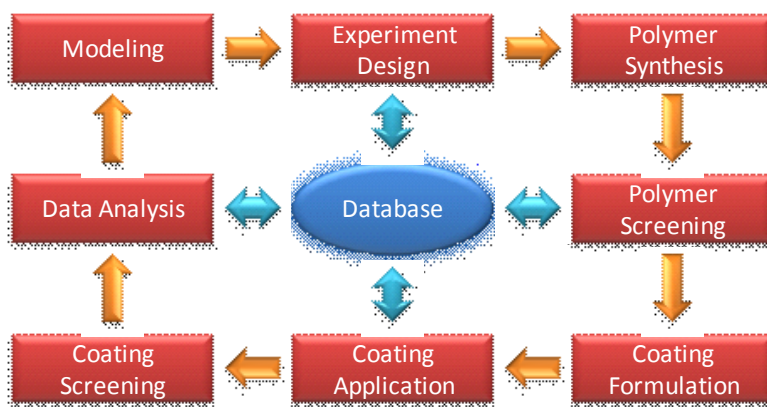 Modeling
Experiment
Design
Polymer
Synthesis
Data Analysis
Database
Polymer
Screening
Coating
Screening
Coating
Application
Coating
Formulation